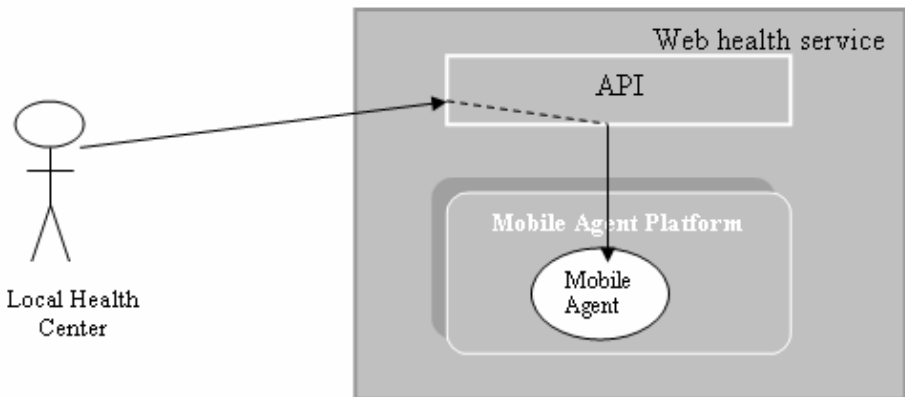 Web health service
API
Mobile Agent Platform
Mobile
Agent
Local Health
Center